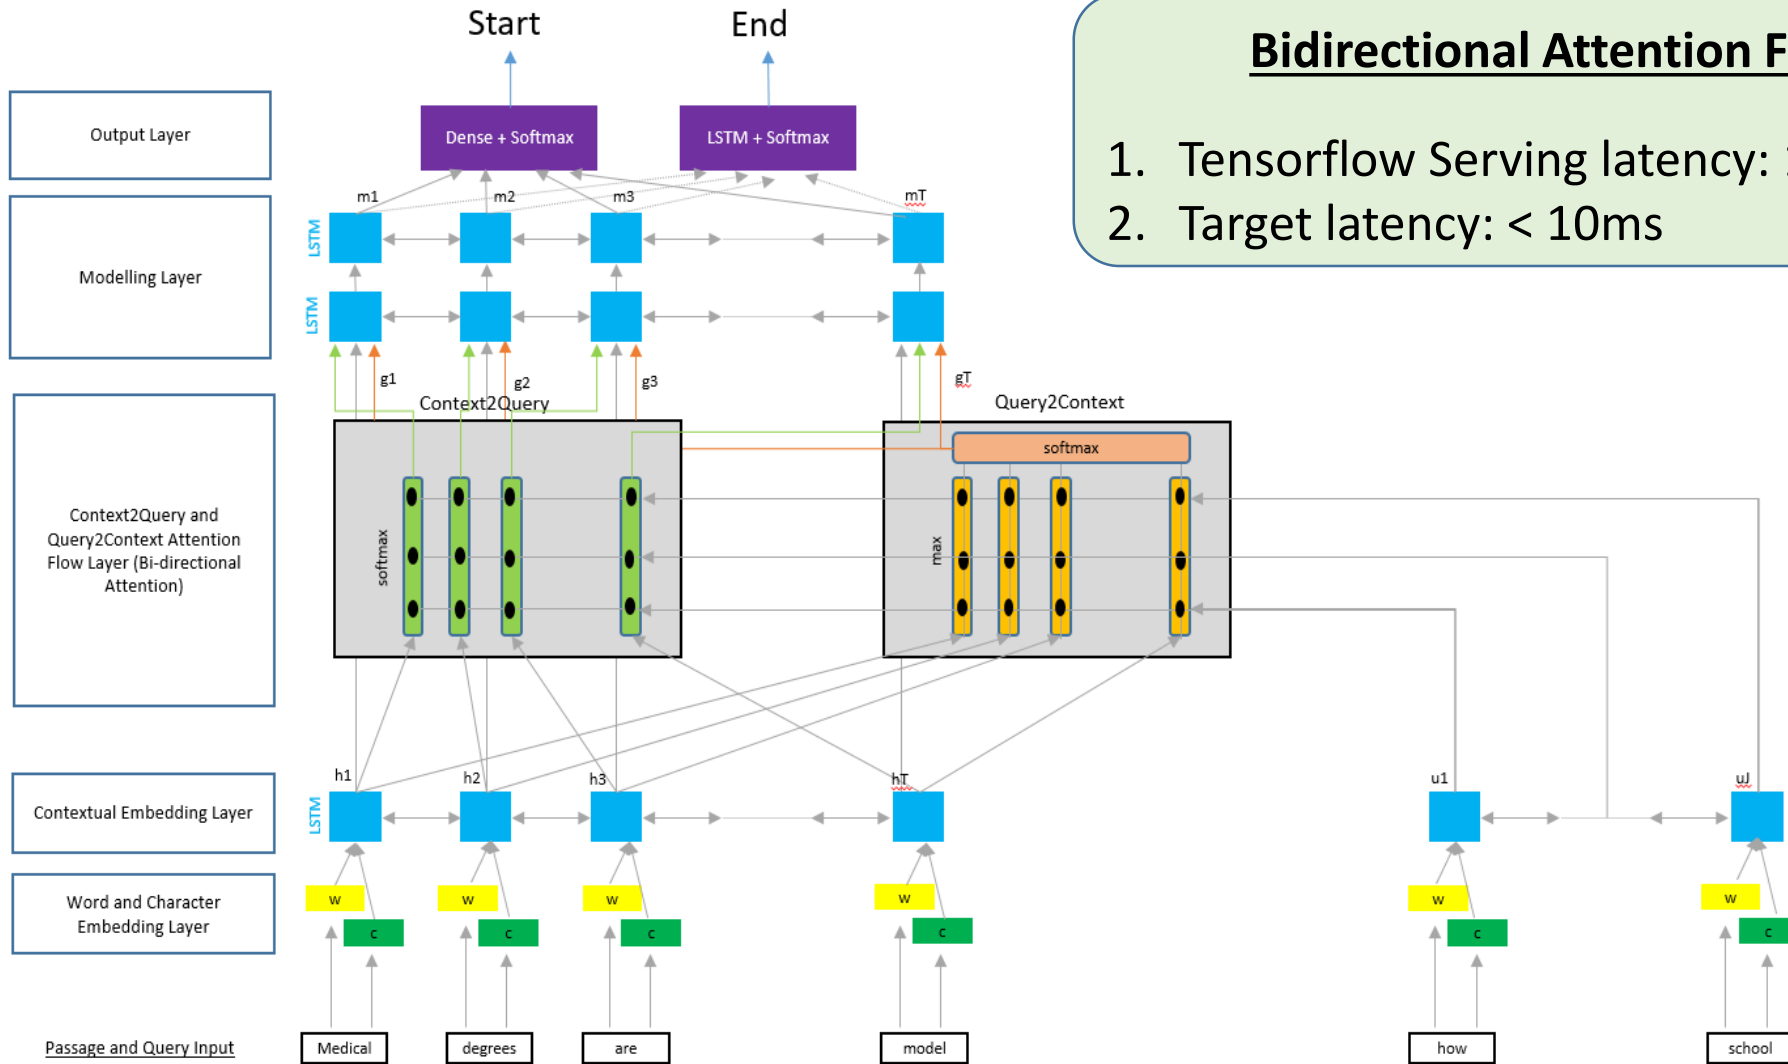 Start
End
Bidirectional Attention F
1. Tensorflow Serving latency:
2. Target latency: < 10ms
Output Layer
Dense + Softmax
LSTM + Softmax
m1
m2
m3
mT
LSTM
Modelling Layer
LSTM
g1
g2
g3
gT
Context2Query
Query2Context
softmax
Context2Query and
Query2Context Attention
Flow Layer (Bi-directional
Attention)
softmax
max
h1
h2
h3
hT
u1
uJ
Contextual Embedding Layer
LSTM
w
w
w
w
w
w
Word and Character
Embedding Layer
c
c
c
c
c
c
Passage and Query Input
Medical
degrees
are
model
how
school